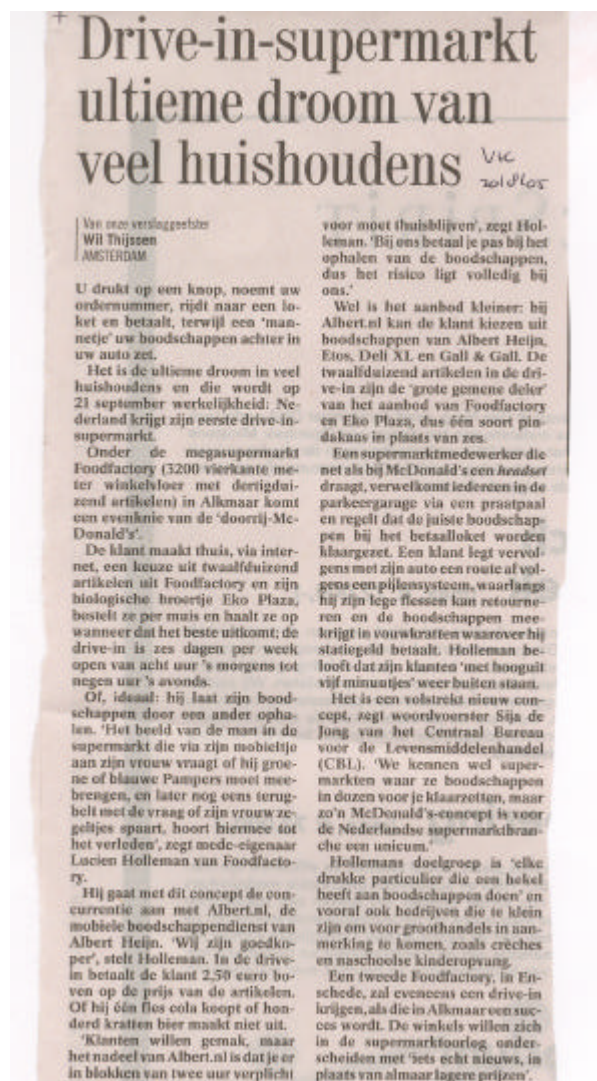 Drive-in-supermarkt
ultieme droom van
veel huishoudens
VK
20/8/05
Van onze verslaggeefster
Wil Thijssen
AMSTERDAM
U drukt op een knop, noemt uw
ordernummer, rijdt naar een lo-
ket en betaalt, terwijl een 'man-
netje' uw boodschappen achter in
uw auto zet.
Het is de ultieme droom in veel
huishoudens en die wordt op
21 september werkelijkheid: Ne-
derland krijgt zijn eerste drive-in-
supermarkt.
Onder de megasupermarkt
Foodfactory (3200 vierkante me-
ter winkelvloer met dertigdui-
zend artikelen) in Alkmaar komt
een evenknie van de 'doorrij-Mc-
Donald's'.
De klant maakt thuis, via inter-
net, een keuze uit twaalfduizend
artikelen uit Foodfactory en zijn
biologische broertje Eko Plaza,
bestelt ze per muis en haalt ze op
wanneer dat het beste uitkomt; de
drive-in is zes dagen per week
open van acht uur 's morgens tot
negen uur 's avonds.
Of, ideaal: hij laat zijn bood-
schappen door een ander opha-
len. 'Het beeld van de man in de
supermarkt die via zijn mobieltje
aan zijn vrouw vraagt of hij groe-
ne of blauwe Pampers moet mee-
brengen, en later nog eens terug-
belt met de vraag of zijn vrouw ze-
geltjes spaart, hoort hiermee tot
het verleden', zegt mede-eigenaar
Lucien Holleman van Foodfacto-
ry.
Hij gaat met dit concept de con-
currentie aan met Albert.nl, de
mobiele boodschappendienst van
Albert Heijn. 'Wij zijn goedko-
per', stelt Holleman. In de drive-
in betaalt de klant 2,50 euro bo-
ven op de prijs van de artikelen.
Of hij één fles cola koopt of hon-
derd kratten bier maakt niet uit.
'Klanten willen gemak, maar
het nadeel van Albert.nl is dat je er
in blokken van twee uur verplicht
voor moet thuisblijven', zegt Hol-
leman. 'Bij ons betaal je pas bij het
ophalen van de boodschappen,
dus het risico ligt volledig bij
ons.'
Wel is het aanbod kleiner: bij
Albert.nl kan de klant kiezen uit
boodschappen van Albert Heijn,
Etos, Deli XL en Gall & Gall. De
twaalfduizend artikelen in de dri-
ve-in zijn de 'grote gemene deler'
van het aanbod van Foodfactory
en Eko Plaza, dus één soort pin-
dakaas in plaats van zes.
Een supermarktmedewerker die
net als bij McDonald's een headset
draagt, verwelkomt iedereen in de
parkeergarage via een praatpaal
en regelt dat de juiste boodschap-
pen bij het betaalloket worden
klaargezet. Een klant legt vervol-
gens met zijn auto een route af vol-
gens een pijlensysteem, waarlangs
hij zijn lege flessen kan retourne-
ren en de boodschappen mee-
krijgt in vouwkratten waarover hij
statiegeld betaalt. Holleman be-
looft dat zijn klanten 'met hooguit
vijf minuutjes' weer buiten staan.
Het is een volstrekt nieuw con-
cept, zegt woordvoerster Sija de
Jong van het Centraal Bureau
voor de Levensmiddelenhandel
(CBL). 'We kennen wel super-
markten waar ze boodschappen
in dozen voor je klaarzetten, maar
zo'n McDonald's-concept is voor
de Nederlandse supermarktbran-
che een unicum.'
Hollemans doelgroep is 'elke
drukke particulier die een hekel
heeft aan boodschappen doen' en
vooral ook bedrijven die te klein
zijn om voor groothandels in aan-
merking te komen, zoals crèches
en naschoolse kinderopvang.
Een tweede Foodfactory, in En-
schede, zal eveneens een drive-in
krijgen, als die in Alkmaar een suc-
ces wordt. De winkels willen zich
in de supermarktoorlog onder-
scheiden met 'iets echt nieuws, in
plaats van almaar lagere prijzen'.